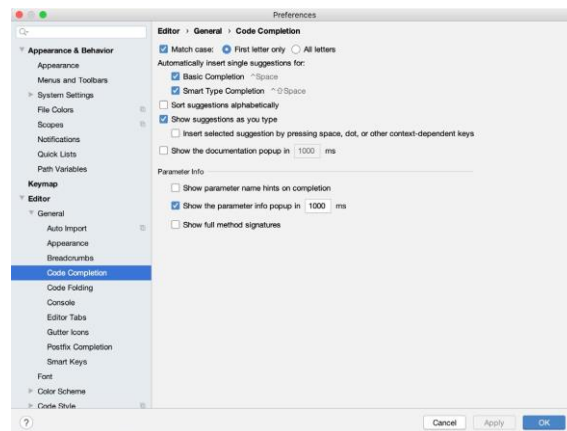 Preferences
Editor › General › Code Completion
Match case: First letter only All letters
Automatically insert single suggestions for:
Basic Completion ^Space
Smart Type Completion ^⇧Space
Sort suggestions alphabetically
Show suggestions as you type
Insert selected suggestion by pressing space, dot, or other context-dependent keys
Show the documentation popup in 1000 ms
Parameter Info
Show parameter name hints on completion
Show the parameter info popup in 1000 ms
Show full method signatures
Appearance & Behavior
Appearance
Menus and Toolbars
System Settings
File Colors
Scopes
Notifications
Quick Lists
Path Variables
Keymap
Editor
General
Auto Import
Appearance
Breadcrumbs
Code Completion
Code Folding
Console
Editor Tabs
Gutter Icons
Postfix Completion
Smart Keys
Font
Color Scheme
Code Style
? Cancel Apply OK